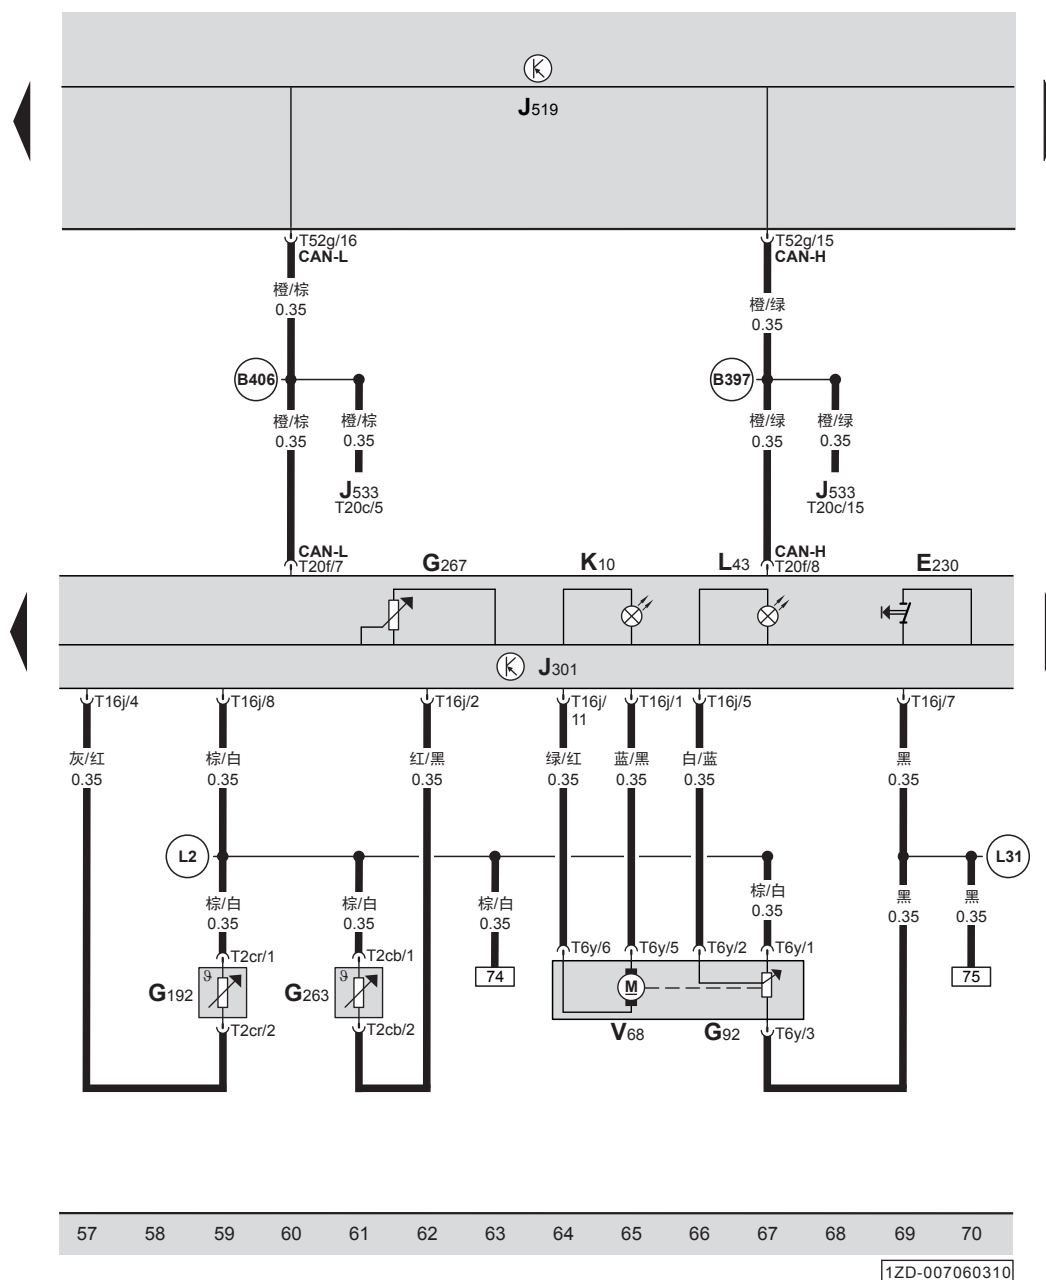 J519
T52g/16
CAN-L
T52g/15
CAN-H
橙/棕
0.35
橙/绿
0.35
B406
B397
橙/棕
0.35
橙/棕
0.35
橙/绿
0.35
橙/绿
0.35
J533
T20c/5
J533
T20c/15
CAN-L
T20f/7
G267
K10
L43
CAN-H
T20f/8
E230
J301
T16j/4
T16j/8
T16j/2
T16j/
11
T16j/1
T16j/5
T16j/7
灰/红
0.35
棕/白
0.35
红/黑
0.35
绿/红
0.35
蓝/黑
0.35
白/蓝
0.35
黑
0.35
L2
L31
棕/白
0.35
棕/白
0.35
棕/白
0.35
棕/白
0.35
黑
0.35
黑
0.35
T2cr/1
T2cb/1
T6y/6
T6y/5
T6y/2
T6y/1
74
75
ϑ
ϑ
G192
G263
M
T2cr/2
T2cb/2
V68
G92
T6y/3
57 58 59 60 61 62 63 64 65 66 67 68 69 70
1ZD-007060310